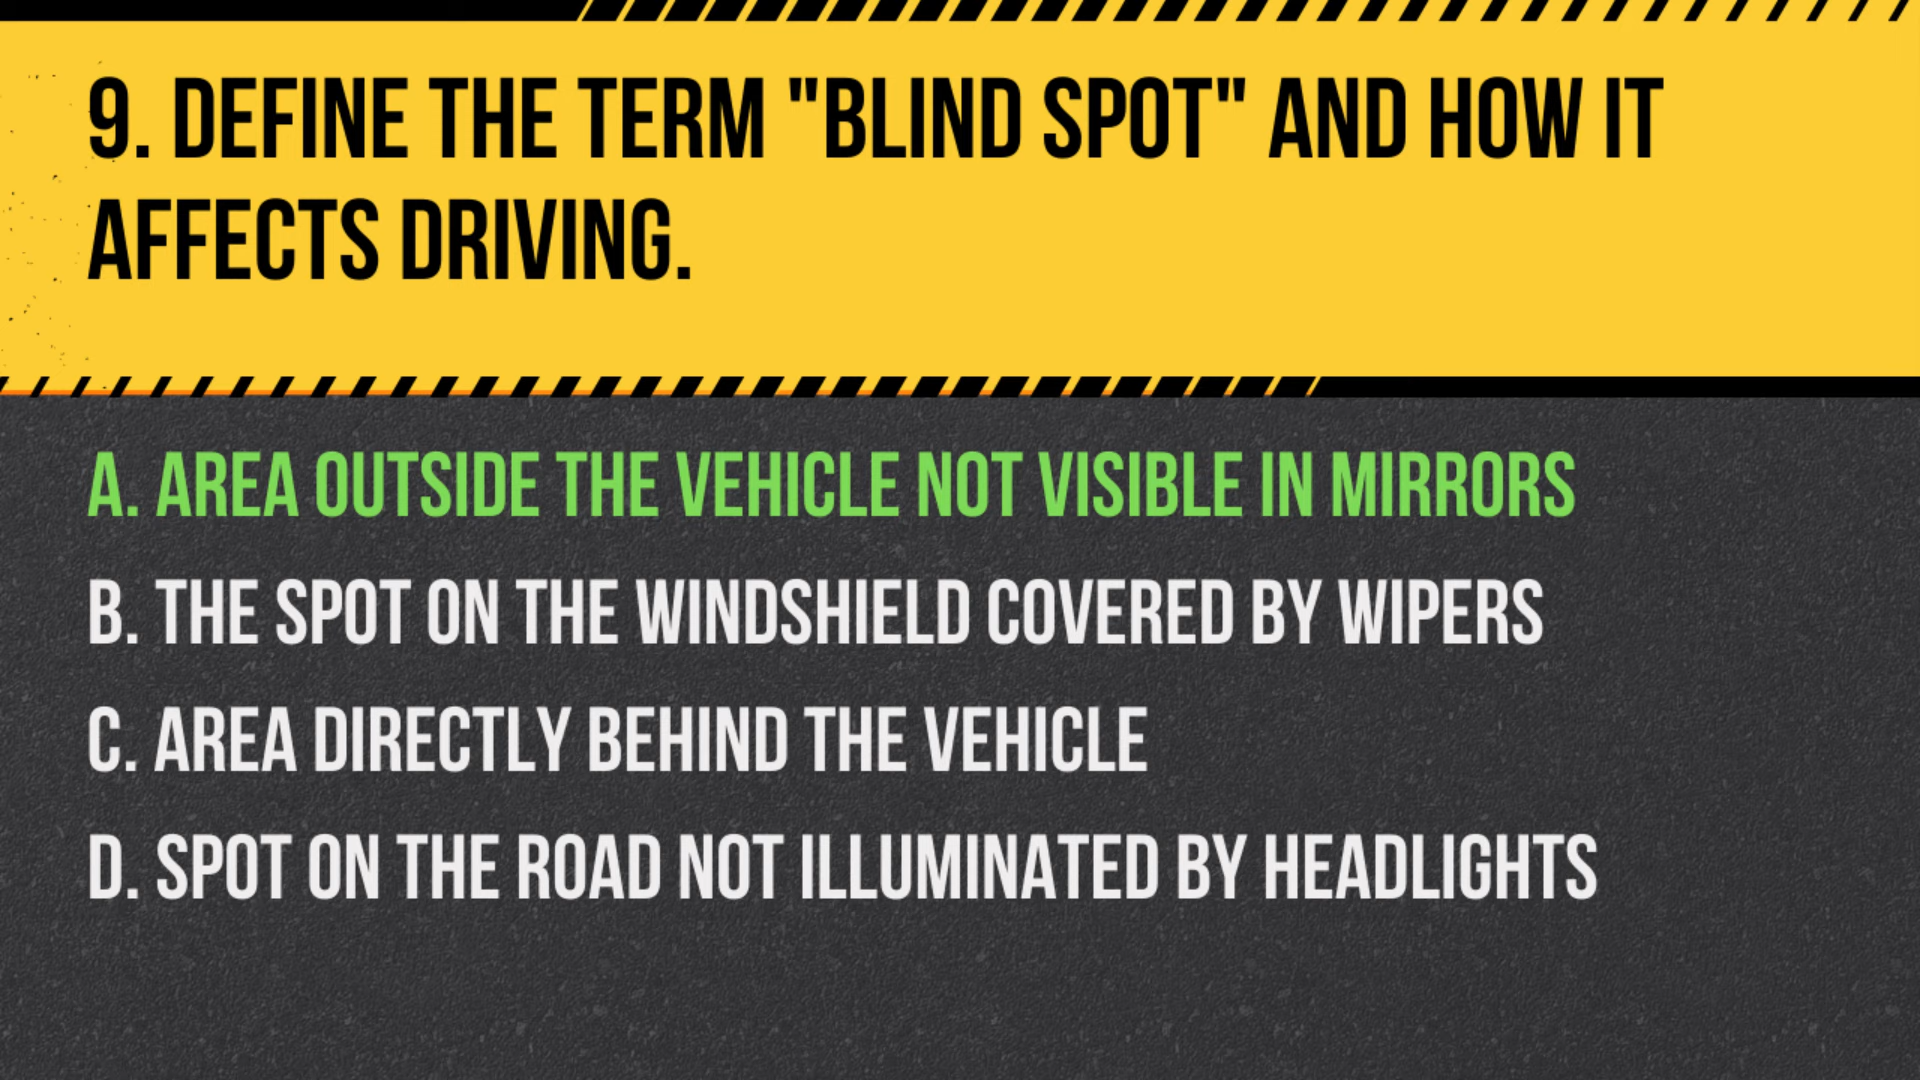 9. DEFINE THE TERM "BLIND SPOT" AND HOW IT
AFFECTS DRIVING.
A. AREA OUTSIDE THE VEHICLE NOT VISIBLE IN MIRRORS
B. THE SPOT ON THE WINDSHIELD COVERED BY WIPERS
C. AREA DIRECTLY BEHIND THE VEHICLE
D. SPOT ON THE ROAD NOT ILLUMINATED BY HEADLIGHTS